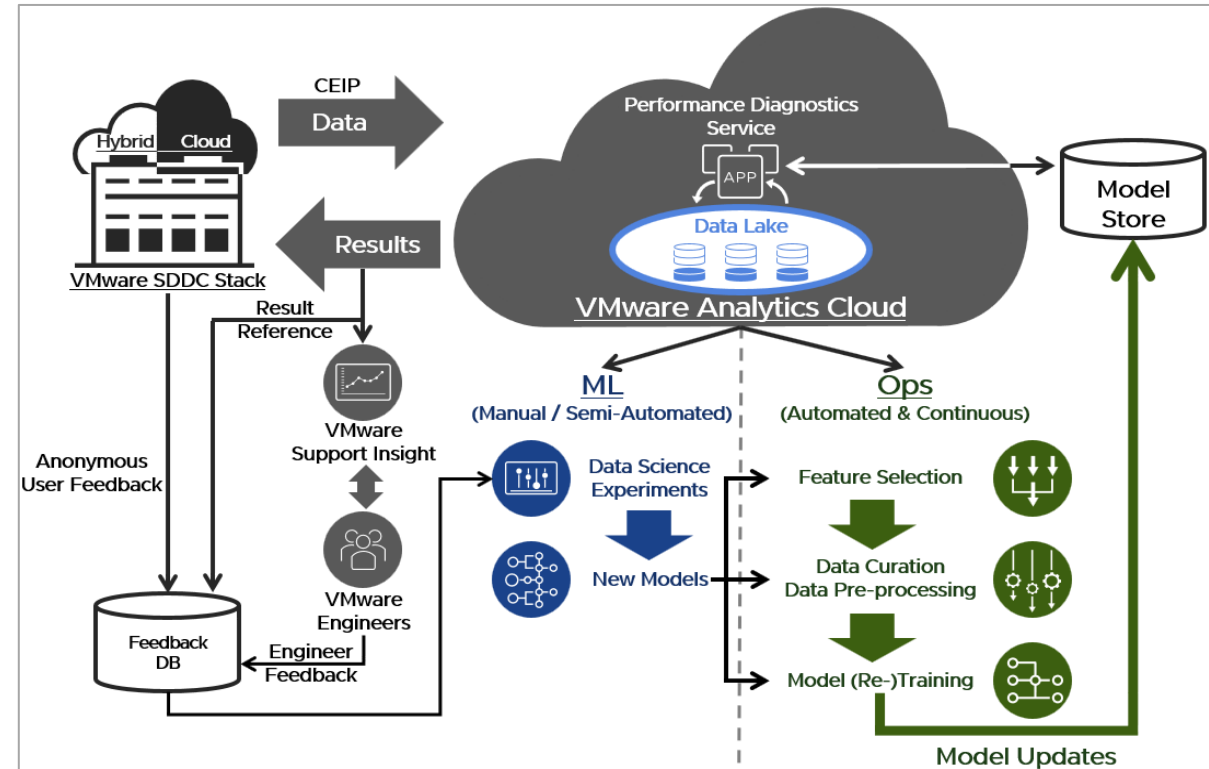 CEIP
Data
Hybrid Cloud
VMware SDDC Stack
Results
Performance Diagnostics
Service
APP
Data Lake
VMware Analytics Cloud
Model
Store
Result
Reference
VMware
Support Insight
Anonymous
User Feedback
VMware
Engineers
Feedback
DB
Engineer
Feedback
ML
(Manual / Semi-Automated)
Data Science
Experiments
New Models
Ops
(Automated & Continuous)
Feature Selection
Data Curation
Data Pre-processing
Model (Re-)Training
Model Updates